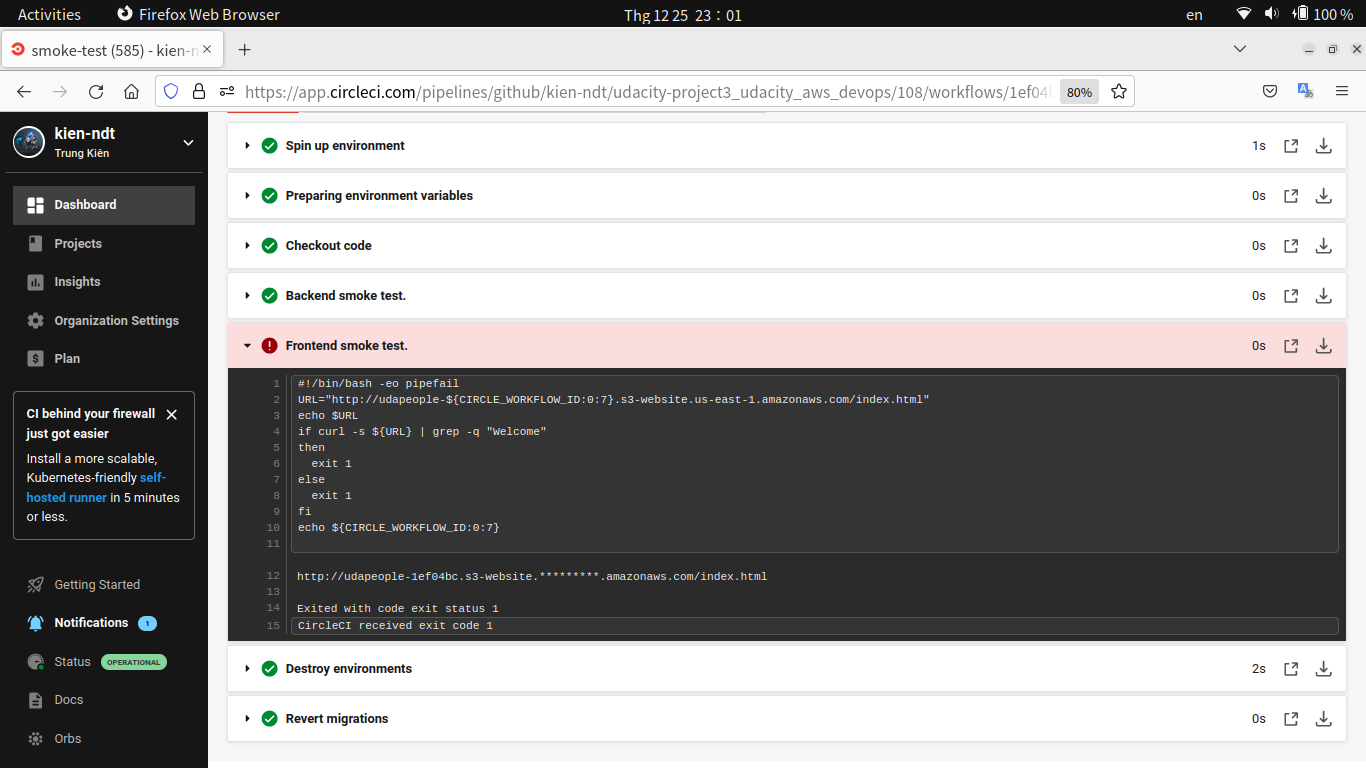 Activities
Firefox Web Browser
Thg 12 25 23：01
en
100 %
smoke-test (585) - kien-n
https://app.circleci.com/pipelines/github/kien-ndt/udacity-project3_udacity_aws_devops/108/workflows/1ef04
80%
kien-ndt
Trung Kiên
Dashboard
Projects
Insights
Organization Settings
Plan
CI behind your firewall
just got easier
Install a more scalable,
Kubernetes-friendly self-
hosted runner in 5 minutes
or less.
Getting Started
Notifications 1
Status OPERATIONAL
Docs
Orbs
Spin up environment 1s
Preparing environment variables 0s
Checkout code 0s
Backend smoke test. 0s
Frontend smoke test. 0s
1 #!/bin/bash -eo pipefail
2 URL="http://udapeople-${CIRCLE_WORKFLOW_ID:0:7}.s3-website.us-east-1.amazonaws.com/index.html"
3 echo $URL
4 if curl -s ${URL} | grep -q "Welcome"
5 then
6   exit 1
7 else
8   exit 1
9 fi
10 echo ${CIRCLE_WORKFLOW_ID:0:7}
11
12 http://udapeople-1ef04bc.s3-website.*********.amazonaws.com/index.html
13
14 Exited with code exit status 1
15 CircleCI received exit code 1
Destroy environments 2s
Revert migrations 0s